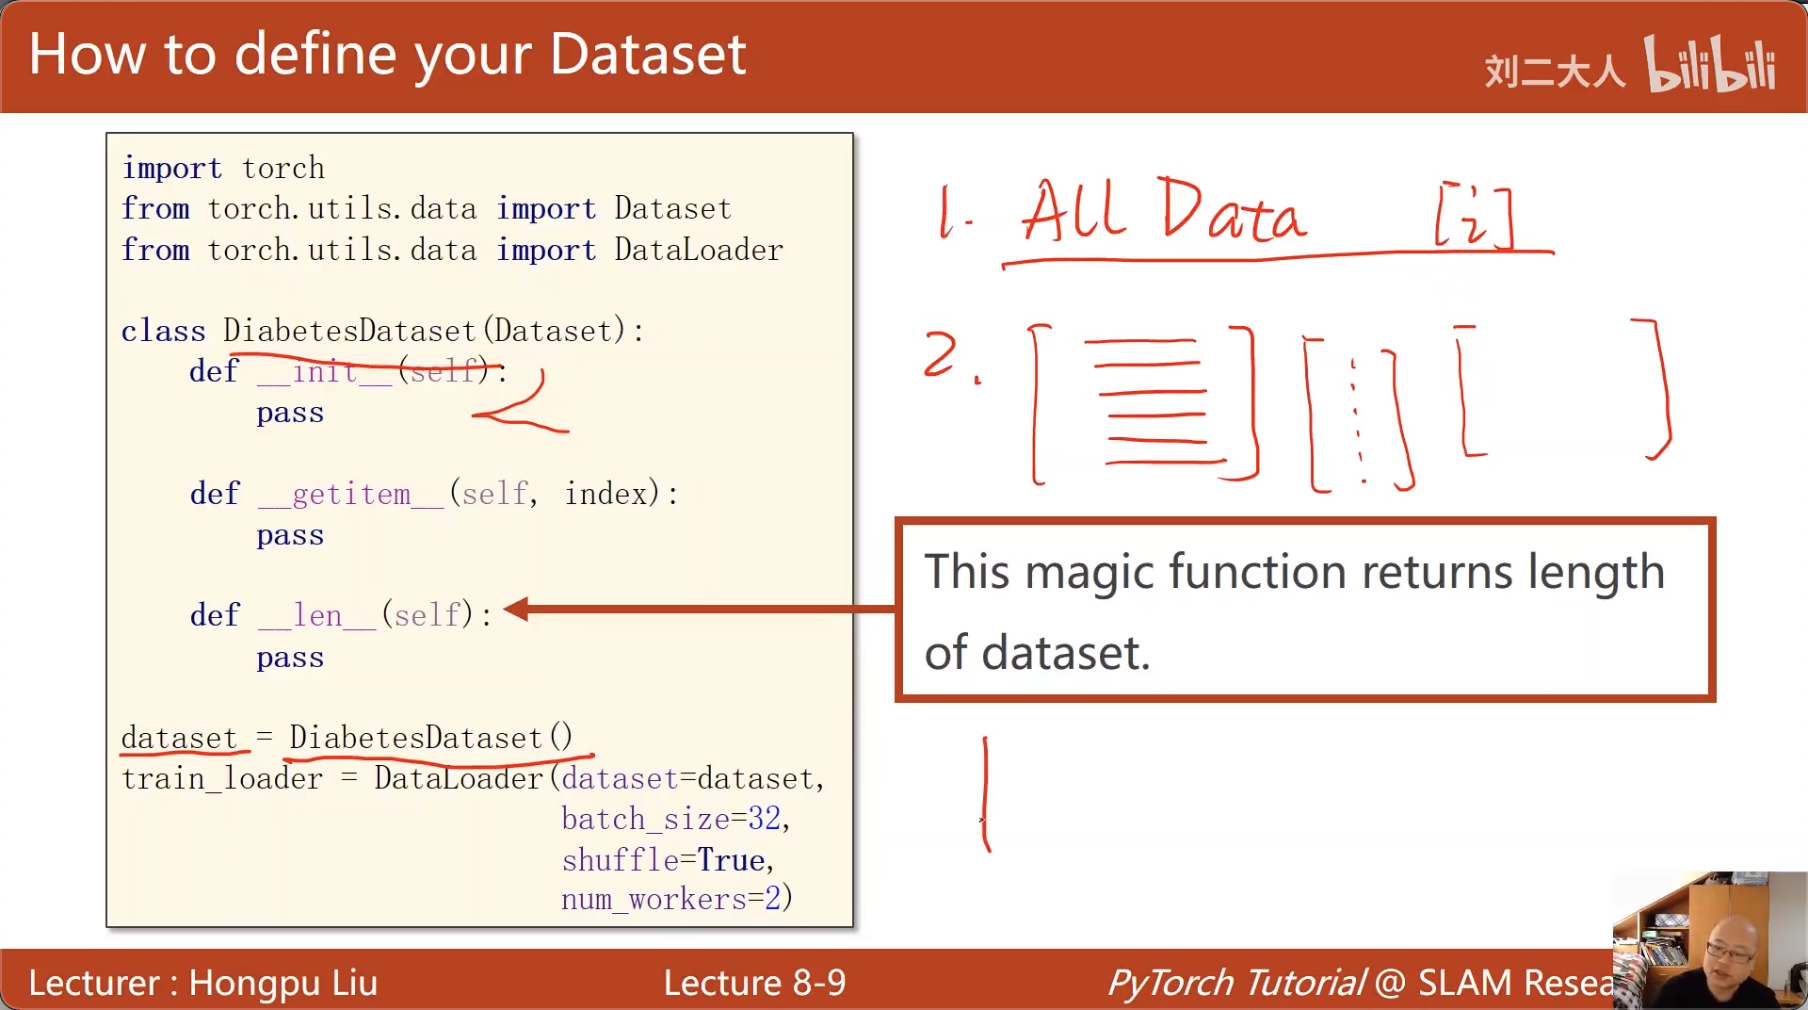 How to define your Dataset
刘二大人 bilibili
import torch
from torch.utils.data import Dataset
from torch.utils.data import DataLoader
class DiabetesDataset(Dataset):
def __init__(self):
pass
def __getitem__(self, index):
pass
def __len__(self):
pass
dataset = DiabetesDataset()
train_loader = DataLoader(dataset=dataset,
batch_size=32,
shuffle=True,
num_workers=2)
1. All Data [i]
2.
This magic function returns length
of dataset.
Lecturer : Hongpu Liu
Lecture 8-9
PyTorch Tutorial @ SLAM Resea